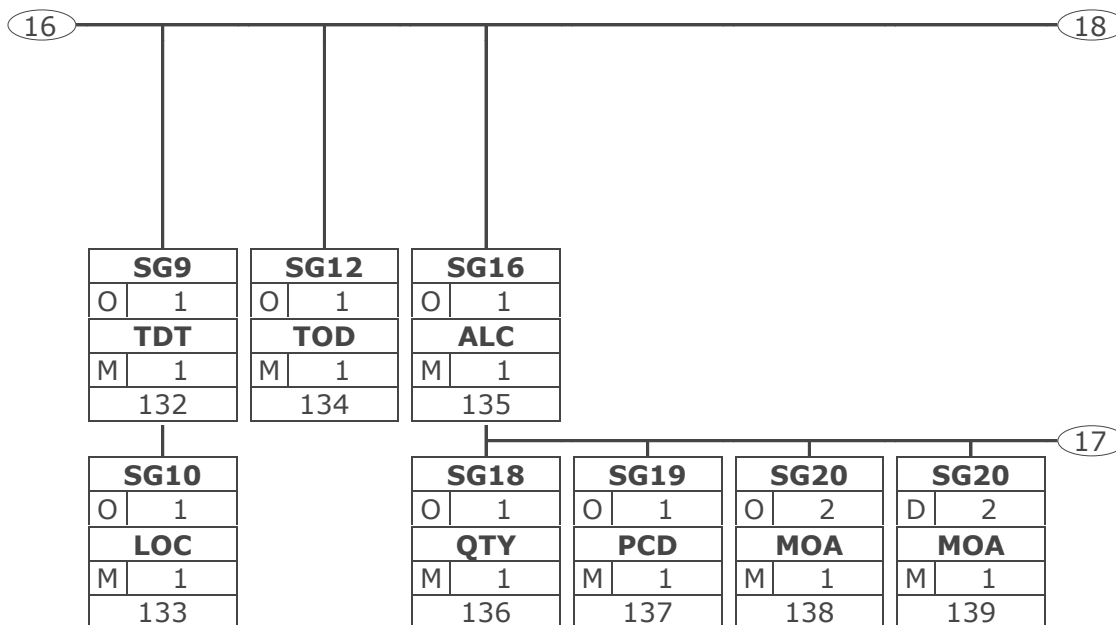 16 18
SG9 SG12 SG16
O 1 O 1 O 1
TDT TOD ALC
M 1 M 1 M 1
132 134 135
17
SG10 SG18 SG19 SG20 SG20
O 1 O 1 O 1 O 2 D 2
LOC QTY PCD MOA MOA
M 1 M 1 M 1 M 1 M 1
133 136 137 138 139